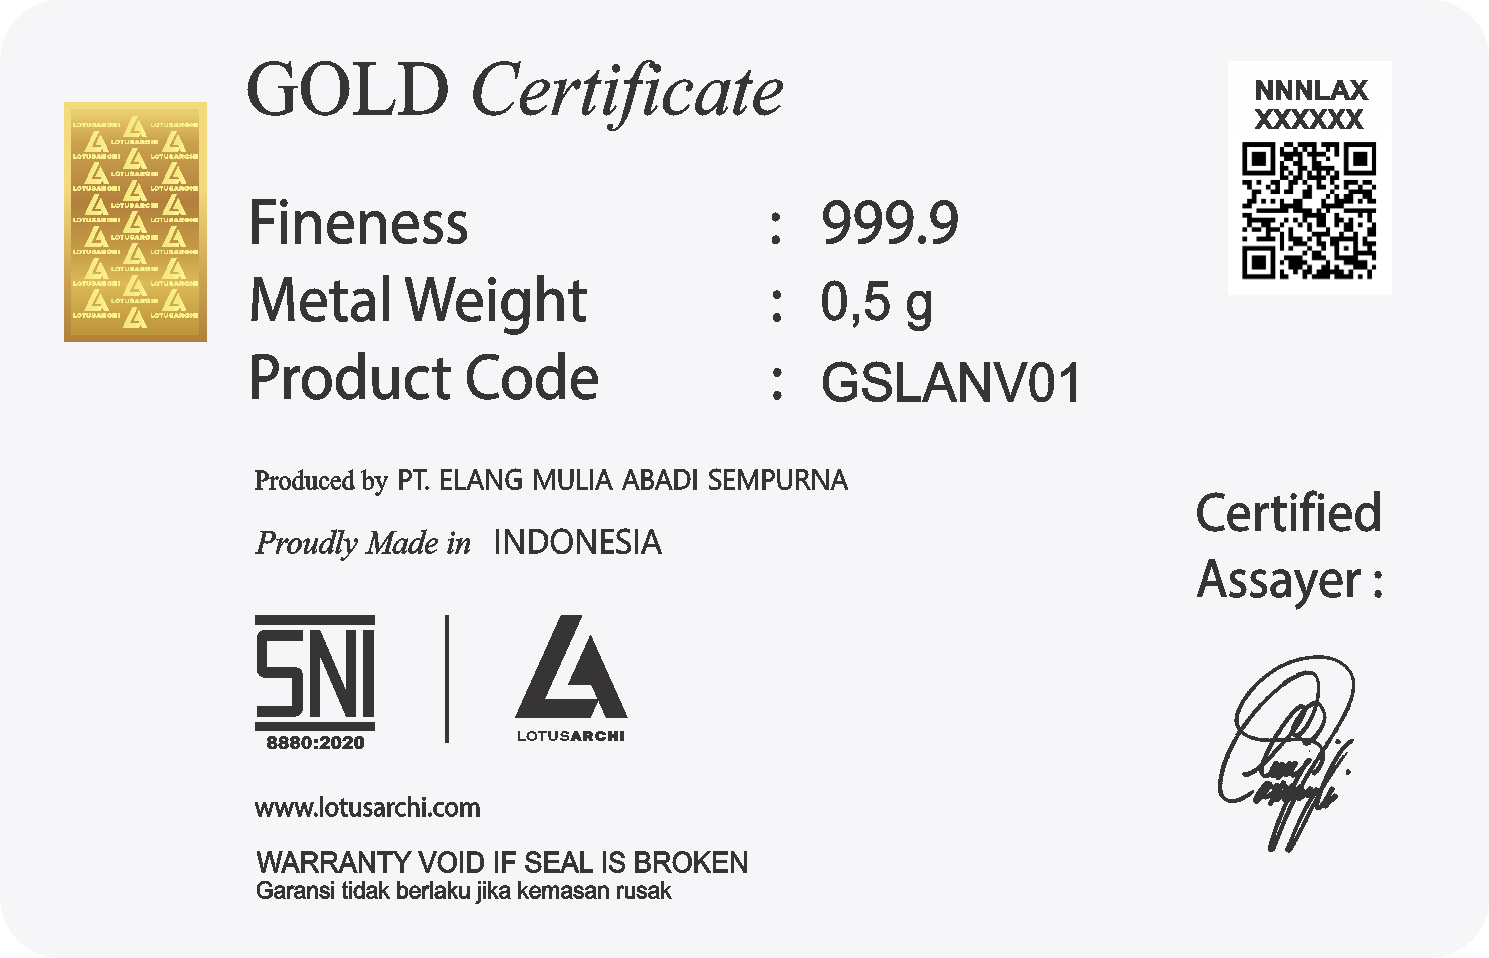 GOLD Certificate
NNNLAX
XXXXXX
Fineness : 999.9
Metal Weight : 0,5 g
Product Code : GSLANV01
Produced by PT. ELANG MULIA ABADI SEMPURNA
Proudly Made in INDONESIA
Certified
Assayer :
SNI
8880:2020
LOTUSARCHI
www.lotusarchi.com
WARRANTY VOID IF SEAL IS BROKEN
Garansi tidak berlaku jika kemasan rusak